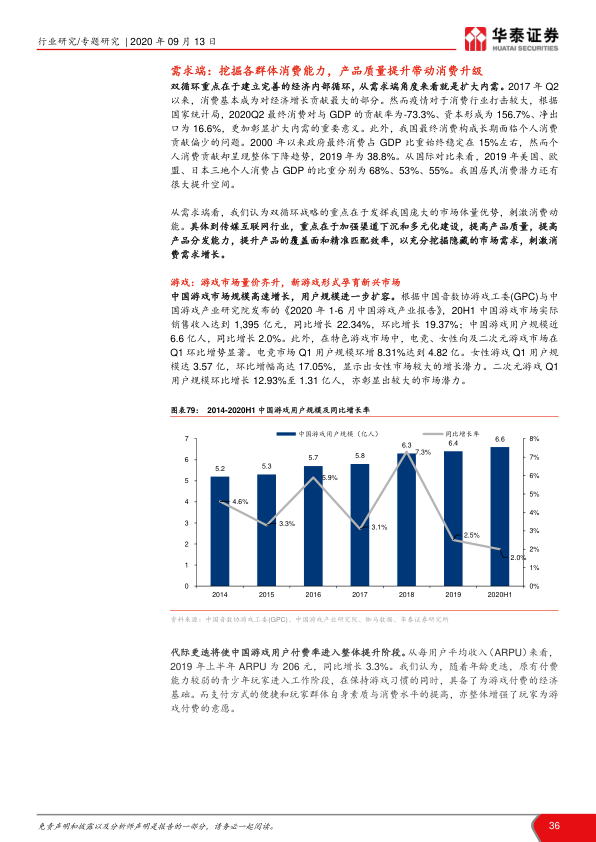 行业研究/专题研究 | 2020 年 09 月 13 日
华泰证券
HUATAI SECURITIES
需求端：挖掘各群体消费能力，产品质量提升带动消费升级
双循环重点在于建立完善的经济内部循环，从需求端角度来看就是扩大内需。2017 年 Q2
以来，消费基本成为对经济增长贡献最大的部分。然而疫情对于消费行业打击较大，根据
国家统计局，2020Q2 最终消费对与 GDP 的贡献率为-73.3%、资本形成为 156.7%、净出
口为 16.6%，更加彰显扩大内需的重要意义。此外，我国最终消费构成长期面临个人消费
贡献偏少的问题。2000 年以来政府最终消费占 GDP 比重始终稳定在 15%左右，然而个
人消费贡献却呈现整体下降趋势，2019 年为 38.8%。从国际对比来看，2019 年美国、欧
盟、日本三地个人消费占 GDP 的比重分别为 68%、53%、55%。我国居民消费潜力还有
很大提升空间。
从需求端看，我们认为双循环战略的重点在于发挥我国庞大的市场体量优势，刺激消费动
能。具体到传媒互联网行业，重点在于加强渠道下沉和多元化建设，提高产品质量，提高
产品分发能力，提升产品的覆盖面和精准匹配效率，以充分挖掘隐藏的市场需求，刺激消
费需求增长。
游戏：游戏市场量价齐升，新游戏形式孕育新兴市场
中国游戏市场规模高速增长，用户规模进一步扩容。根据中国音数协游戏工委(GPC)与中
国游戏产业研究院发布的《2020 年 1-6 月中国游戏产业报告》，20H1 中国游戏市场实际
销售收入达到 1,395 亿元，同比增长 22.34%，环比增长 19.37%；中国游戏用户规模近
6.6 亿人，同比增长 2.0%。此外，在特色游戏市场中，电竞、女性向及二次元游戏市场在
Q1 环比增势显著。电竞市场 Q1 用户规模环增 8.31%达到 4.82 亿。女性游戏 Q1 用户规
模达 3.57 亿，环比增幅高达 17.05%，显示出女性市场较大的增长潜力。二次元游戏 Q1
用户规模环比增长 12.93%至 1.31 亿人，亦彰显出较大的市场潜力。
图表79： 2014-2020H1 中国游戏用户规模及同比增长率
中国游戏用户规模（亿人） 同比增长率
7 8%
6 7%
5 6%
4 5%
3 4%
2 3%
1 2%
0 1%
0%
5.2 5.3 5.7 5.8 6.3 6.4 6.6
4.6% 3.3% 5.9% 3.1% 7.3% 2.5% 2.0%
2014 2015 2016 2017 2018 2019 2020H1
资料来源：中国音数协游戏工委(GPC)、中国游戏产业研究院、伽马数据、华泰证券研究所
代际更迭将使中国游戏用户付费率进入整体提升阶段。从每用户平均收入（ARPU）来看，
2019 年上半年 ARPU 为 206 元，同比增长 3.3%。我们认为，随着年龄更迭，原有付费
能力较弱的青少年玩家进入工作阶段，在保持游戏习惯的同时，具备了为游戏付费的经济
基础。而支付方式的便捷和玩家群体自身素质与消费水平的提高，亦整体增强了玩家为游
戏付费的意愿。
免责声明和披露以及分析师声明是报告的一部分，请务必一起阅读。
36